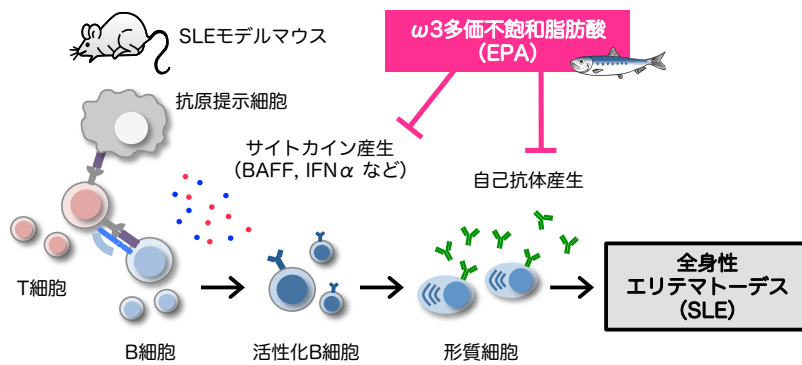 SLEモデルマウス
ω3多価不飽和脂肪酸
（EPA）
抗原提示細胞
サイトカイン産生
（BAFF, IFNα など）
自己抗体産生
T細胞
B細胞
活性化B細胞
形質細胞
全身性
エリテマトーデス
（SLE）